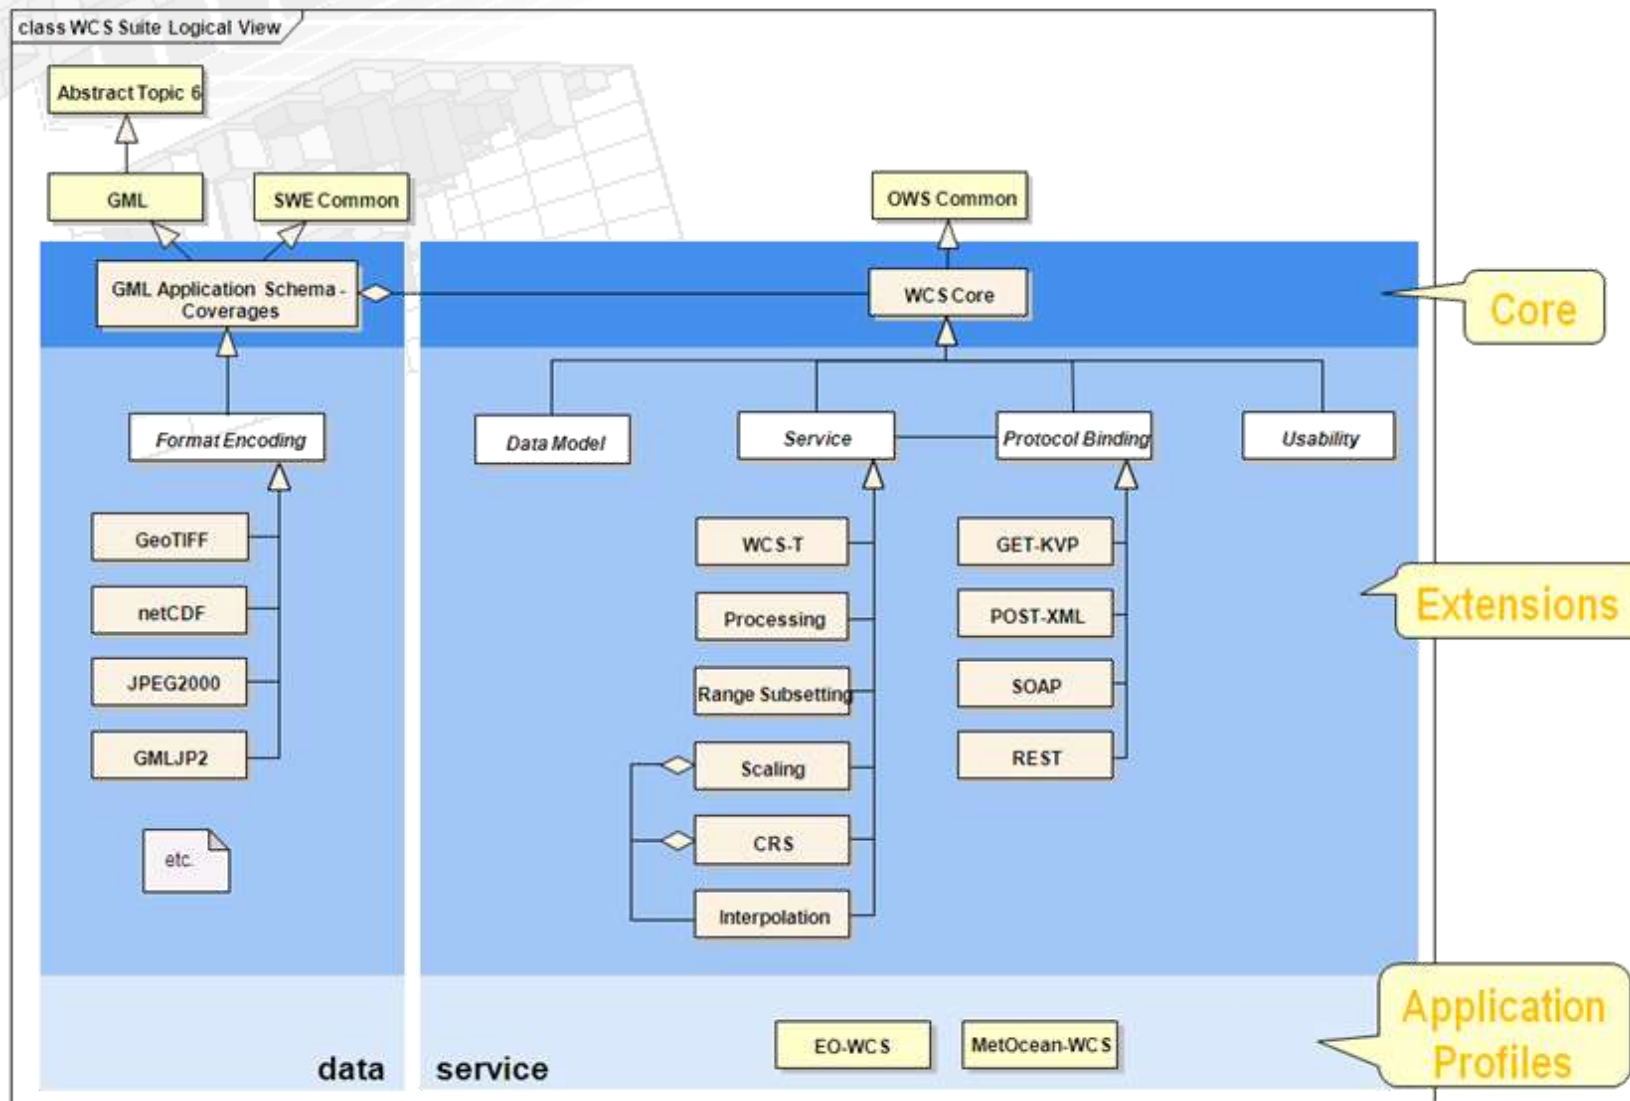 class WCS Suite Logical View
Abstract Topic 6
GML
SWE Common
OWS Common
GML Application Schema -
Coverages
WCS Core
Core
Format Encoding
Data Model
Service
Protocol Binding
Usability
GeoTIFF
netCDF
JPEG2000
GMLJP2
etc.
WCS-T
Processing
Range Subsetting
Scaling
CRS
Interpolation
GET-KVP
POST-XML
SOAP
REST
Extensions
EO-WCS
MetOcean-WCS
Application
Profiles
data
service